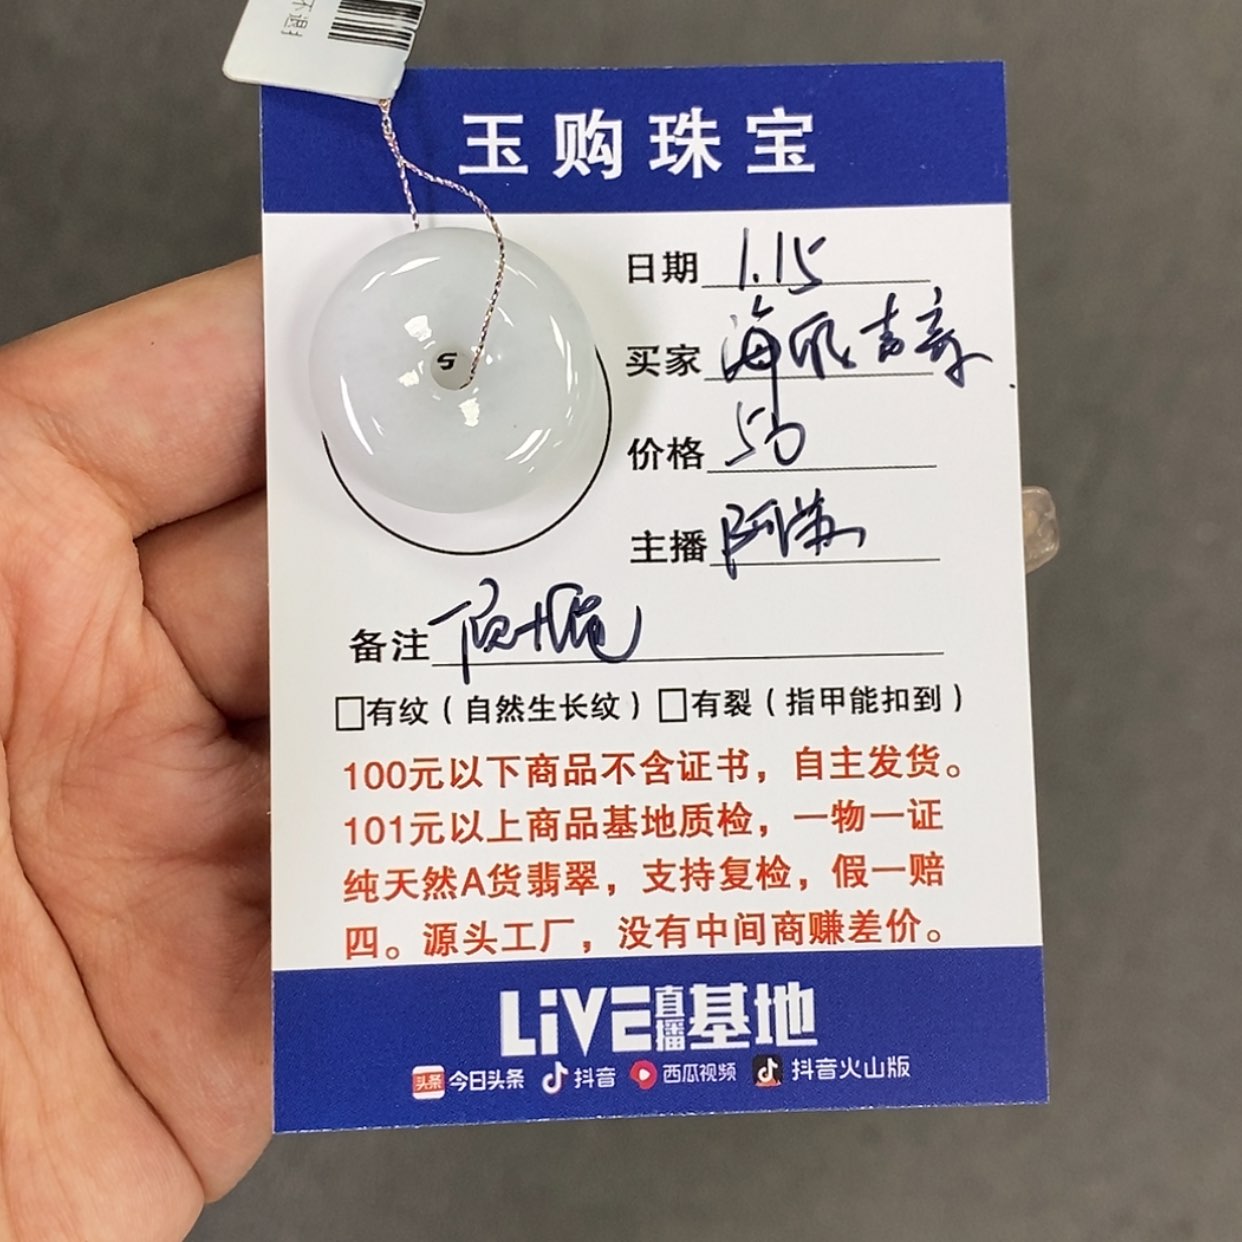 不退
玉购珠宝
日期 1.15
买家
价格 50
主播 阿
备注
□有纹（自然生长纹）□有裂（指甲能扣到）
100元以下商品不含证书，自主发货。
101元以上商品基地质检，一物一证
纯天然A货翡翠，支持复检，假一赔
四。源头工厂，没有中间商赚差价。
LiVE直播基地
头条 今日头条 抖音 西瓜视频 抖音火山版